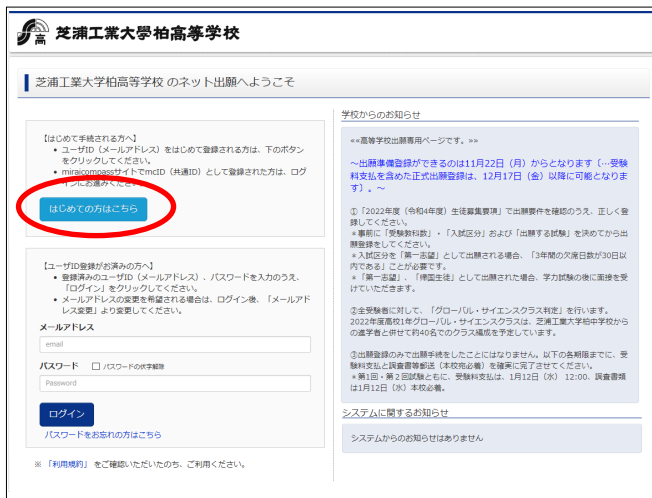 高 芝浦工業大學柏高等学校
芝浦工業大学柏高等学校 のネット出願へようこそ
【はじめて手続される方へ】
• ユーザID（メールアドレス）をはじめて登録される方は、下のボタン
をクリックしてください。
• miraicompassサイトでmcID（共通ID）として登録された方は、ログ
インにお進みください。
はじめての方はこちら
【ユーザID登録がお済みの方へ】
• 登録済みのユーザID（メールアドレス）、パスワードを入力のうえ、
「ログイン」をクリックしてください。
• メールアドレスの変更を希望される場合は、ログイン後、「メールアド
レス変更」より変更してください。
メールアドレス
email
パスワード □ パスワードの伏字解除
Password
ログイン
パスワードをお忘れの方はこちら
※ 「利用規約」 をご確認いただいたのち、ご利用ください。
学校からのお知らせ
««高等学校出願専用ページです。»»
～出願準備登録ができるのは11月22日（月）からとなります〔…受験
料支払を含めた正式出願登録は、12月17日（金）以降に可能となりま
す〕。～
①「2022年度（令和4年度）生徒募集要項」で出願要件を確認のうえ、正しく登
録してください。
＊事前に「受験教科数」・「入試区分」および「出願する試験」を決めてから出
願登録をしてください。
＊入試区分を「第一志望」として出願される場合、「3年間の欠席日数が30日以
内である」ことが必要です。
＊「第一志望」、「帰国生徒」として出願された場合、学力試験の後に面接を受
けていただきます。
②全受験者に対して、「グローバル・サイエンスクラス判定」を行います。
2022年度高校1年グローバル・サイエンスクラスは、芝浦工業大学柏中学校から
の進学者と併せて約40名でのクラス編成を予定しています。
③出願登録のみで出願手続をしたことにはなりません。以下の各期限までに、受
験料支払と調査書等郵送（本校宛必着）を確実に完了させてください。
＊第1回・第２回試験ともに、受験料支払は、1月12日（水） 12:00、調査書類
は1月12日（水）本校必着。
システムに関するお知らせ
システムからのお知らせはありません